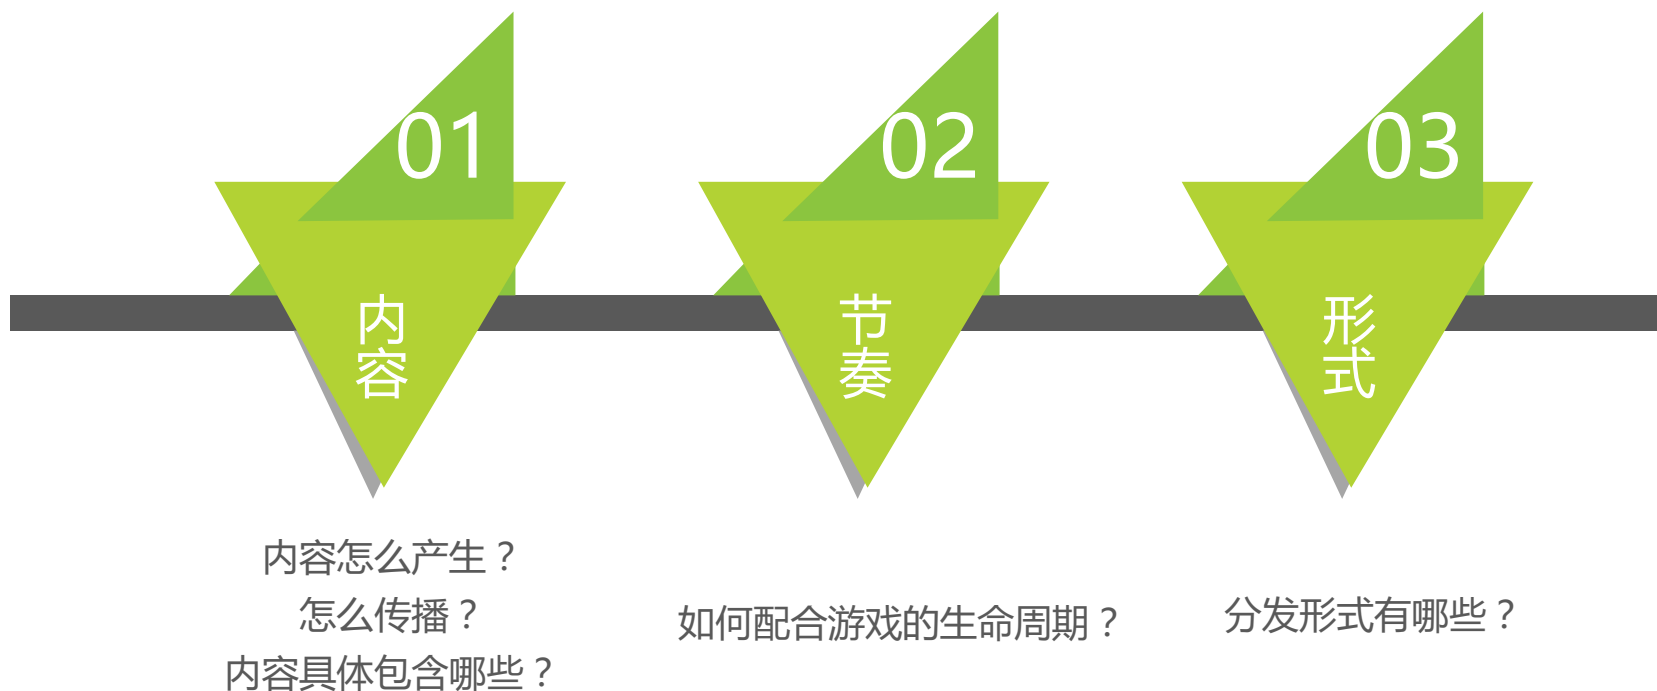 01
内容
内容怎么产生？
怎么传播？
内容具体包含哪些？
02
节奏
如何配合游戏的生命周期？
03
形式
分发形式有哪些？